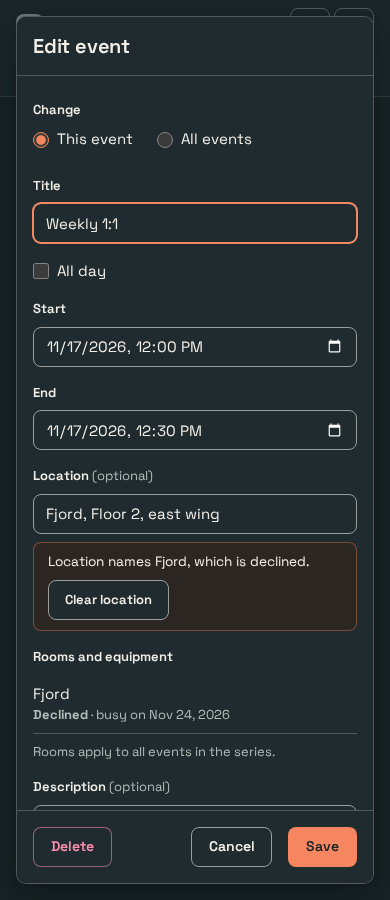 Edit event
Change
This event
All events
Title
Weekly 1:1
All day
Start
11/17/2026, 12:00 PM
End
11/17/2026, 12:30 PM
Location (optional)
Fjord, Floor 2, east wing
Location names Fjord, which is declined.
Clear location
Rooms and equipment
Fjord
Declined · busy on Nov 24, 2026
Rooms apply to all events in the series.
Description (optional)
Delete
Cancel
Save